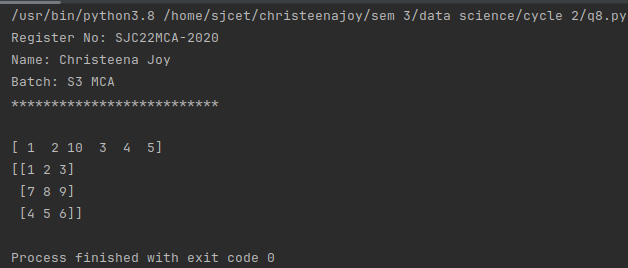 /usr/bin/python3.8 /home/sjcet/christeenajoy/sem 3/data science/cycle 2/q8.py
Register No: SJC22MCA-2020
Name: Christeena Joy
Batch: S3 MCA
**************************
[ 1  2 10  3  4  5]
[[1 2 3]
 [7 8 9]
 [4 5 6]]
Process finished with exit code 0